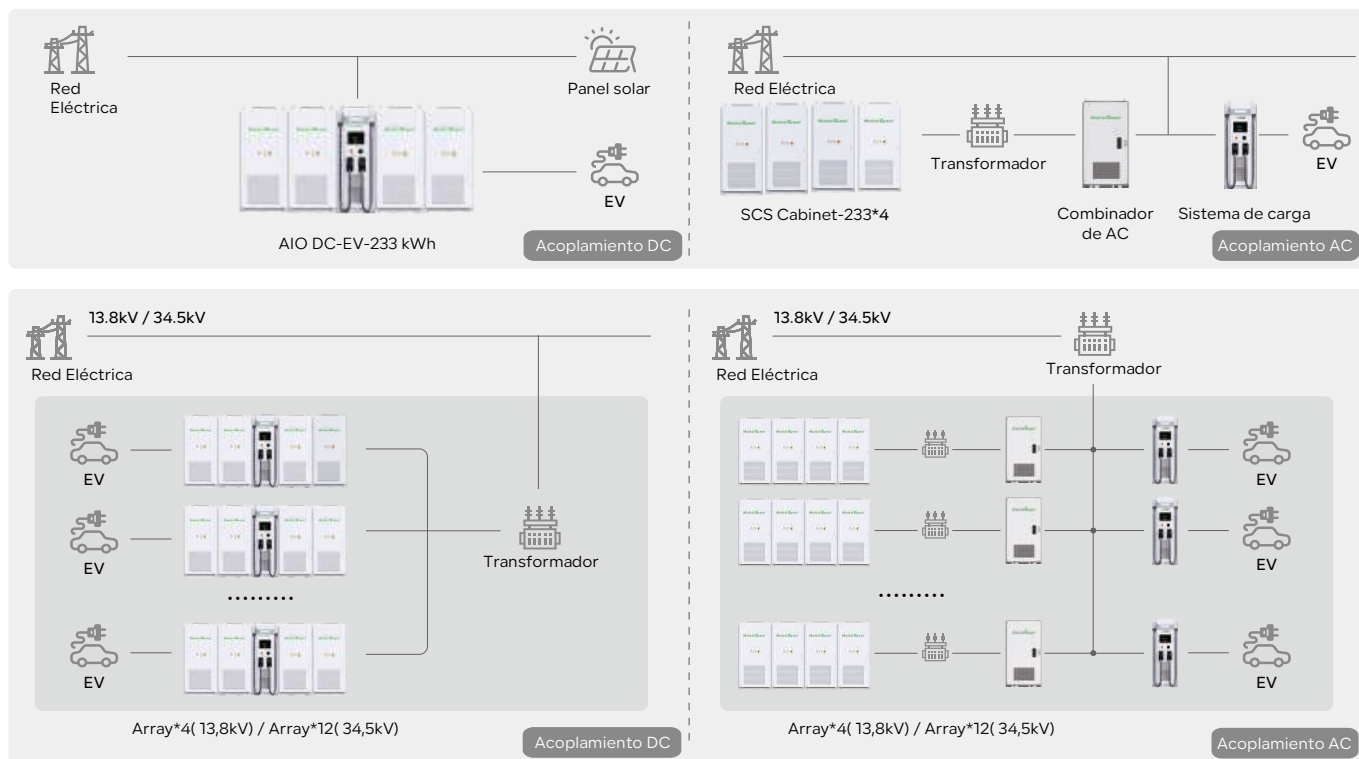 Red
Eléctrica
Panel solar
EV
AIO DC-EV-233 kWh
Acoplamiento DC
Red Eléctrica
Transformador
EV
SCS Cabinet-233*4
Combinador
de AC
Sistema de carga
Acoplamiento AC
13.8kV / 34.5kV
Red Eléctrica
EV
EV
Transformador
.........
EV
Array*4( 13,8kV) / Array*12( 34,5kV)
Acoplamiento DC
13.8kV / 34.5kV
Red Eléctrica
Transformador
EV
EV
.........
EV
Array*4( 13,8kV) / Array*12( 34,5kV)
Acoplamiento AC